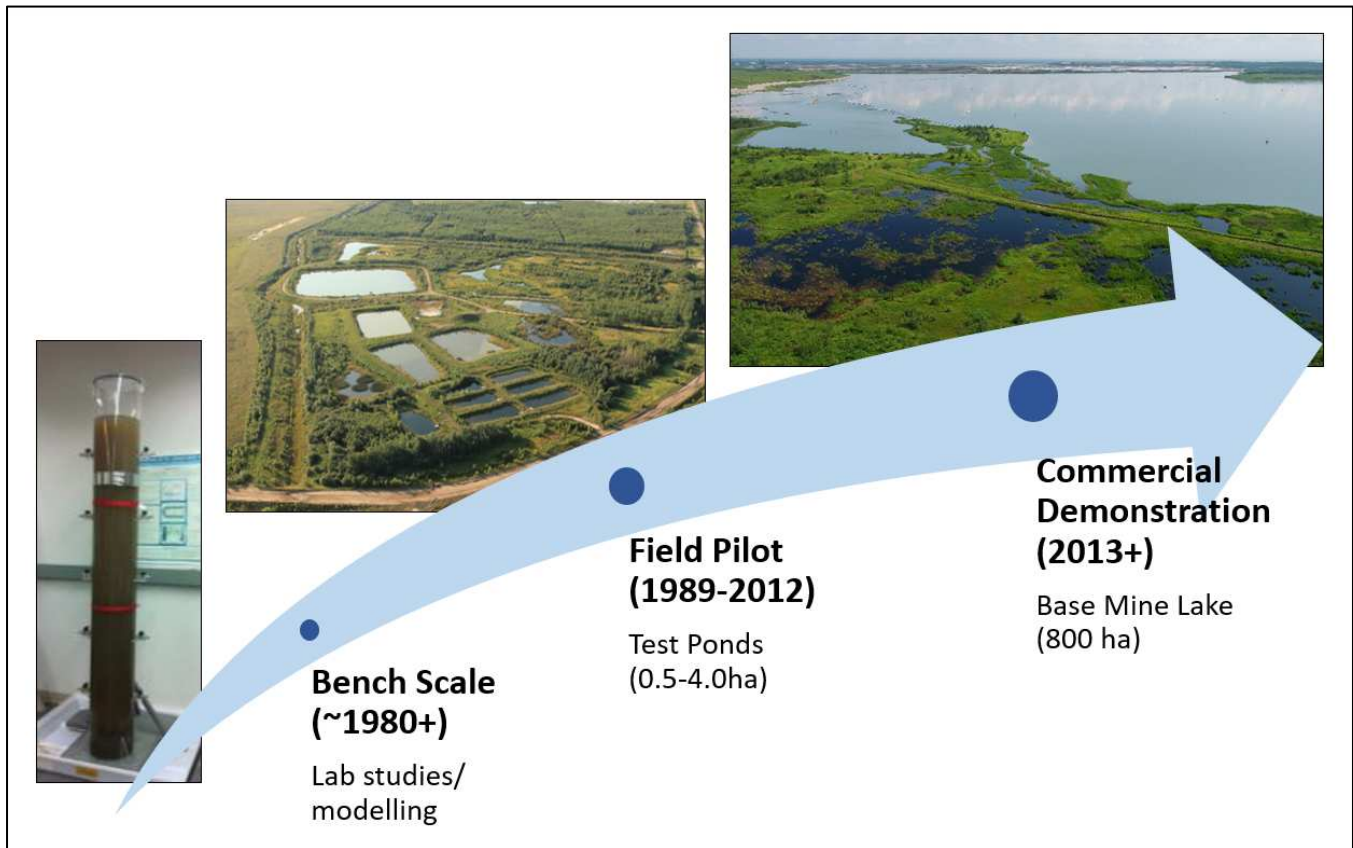 Bench Scale
(~1980+)
Lab studies/
modelling
Field Pilot
(1989-2012)
Test Ponds
(0.5-4.0ha)
Commercial
Demonstration
(2013+)
Base Mine Lake
(800 ha)